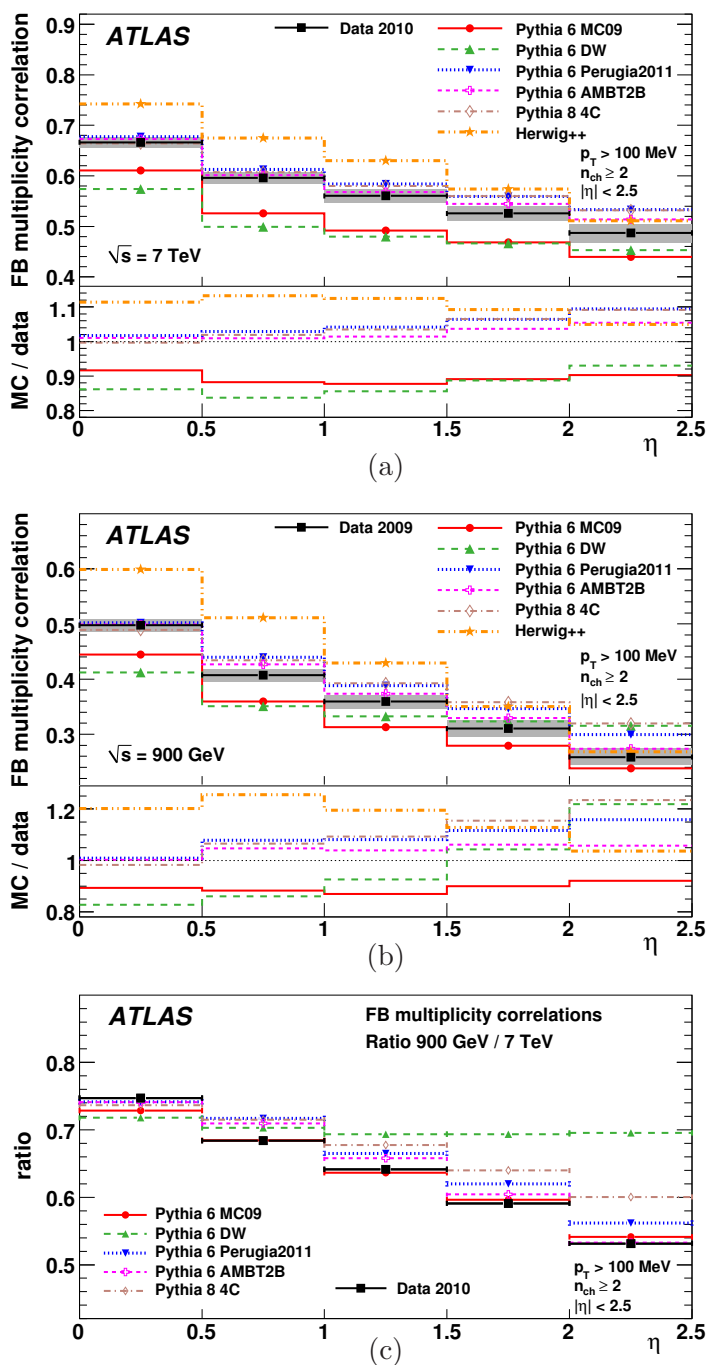 ATLAS
Data 2010
Pythia 6 MC09
Pythia 6 DW
Pythia 6 Perugia2011
Pythia 6 AMBT2B
Pythia 8 4C
Herwig++
p_T > 100 MeV
n_ch ≥ 2
|η| < 2.5
√s = 7 TeV
FB multiplicity correlation
0.9
0.8
0.7
0.6
0.5
0.4
MC / data
1.1
1
0.9
0.8
0 0.5 1 1.5 2 2.5
η
(a)
ATLAS
Data 2009
Pythia 6 MC09
Pythia 6 DW
Pythia 6 Perugia2011
Pythia 6 AMBT2B
Pythia 8 4C
Herwig++
p_T > 100 MeV
n_ch ≥ 2
|η| < 2.5
√s = 900 GeV
FB multiplicity correlation
0.6
0.5
0.4
0.3
MC / data
1.2
1
0.8
0 0.5 1 1.5 2 2.5
η
(b)
ATLAS
FB multiplicity correlations
Ratio 900 GeV / 7 TeV
ratio
0.8
0.7
0.6
0.5
Pythia 6 MC09
Pythia 6 DW
Pythia 6 Perugia2011
Pythia 6 AMBT2B
Pythia 8 4C
Data 2010
p_T > 100 MeV
n_ch ≥ 2
|η| < 2.5
0 0.5 1 1.5 2 2.5
η
(c)